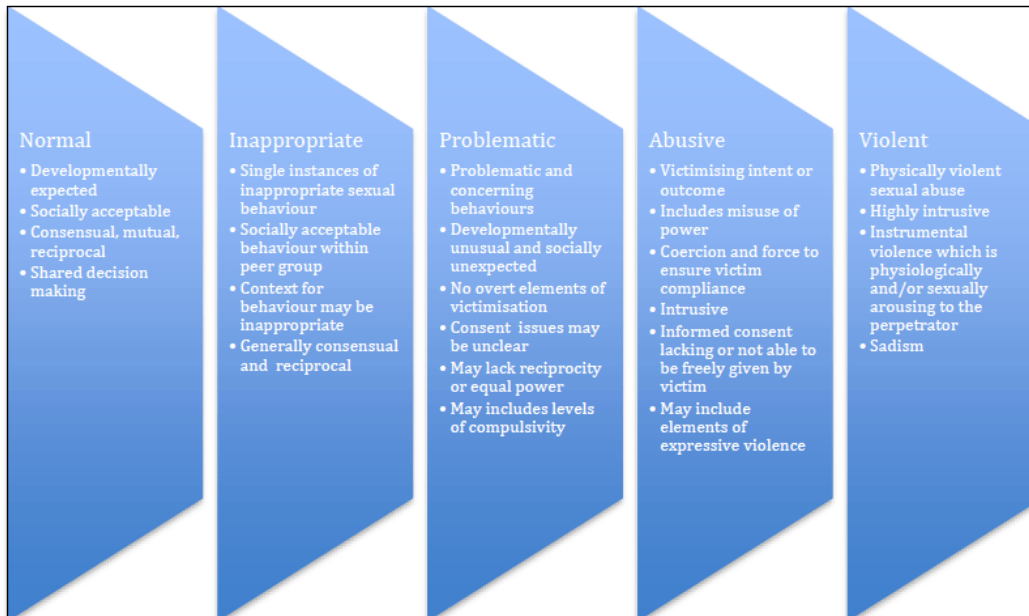 Normal
• Developmentally
expected
• Socially acceptable
• Consensual, mutual,
reciprocal
• Shared decision
making
Inappropriate
• Single instances of
inappropriate sexual
behaviour
• Socially acceptable
behaviour within
peer group
• Context for
behaviour may be
inappropriate
• Generally consensual
and reciprocal
Problematic
• Problematic and
concerning
behaviours
• Developmentally
unusual and socially
unexpected
• No overt elements of
victimisation
• Consent issues may
be unclear
• May lack reciprocity
or equal power
• May includes levels
of compulsivity
Abusive
• Victimising intent or
outcome
• Includes misuse of
power
• Coercion and force to
ensure victim
compliance
• Intrusive
• Informed consent
lacking or not able to
be freely given by
victim
• May include
elements of
expressive violence
Violent
• Physically violent
sexual abuse
• Highly intrusive
• Instrumental
violence which is
physiologically
and/or sexually
arousing to the
perpetrator
• Sadism